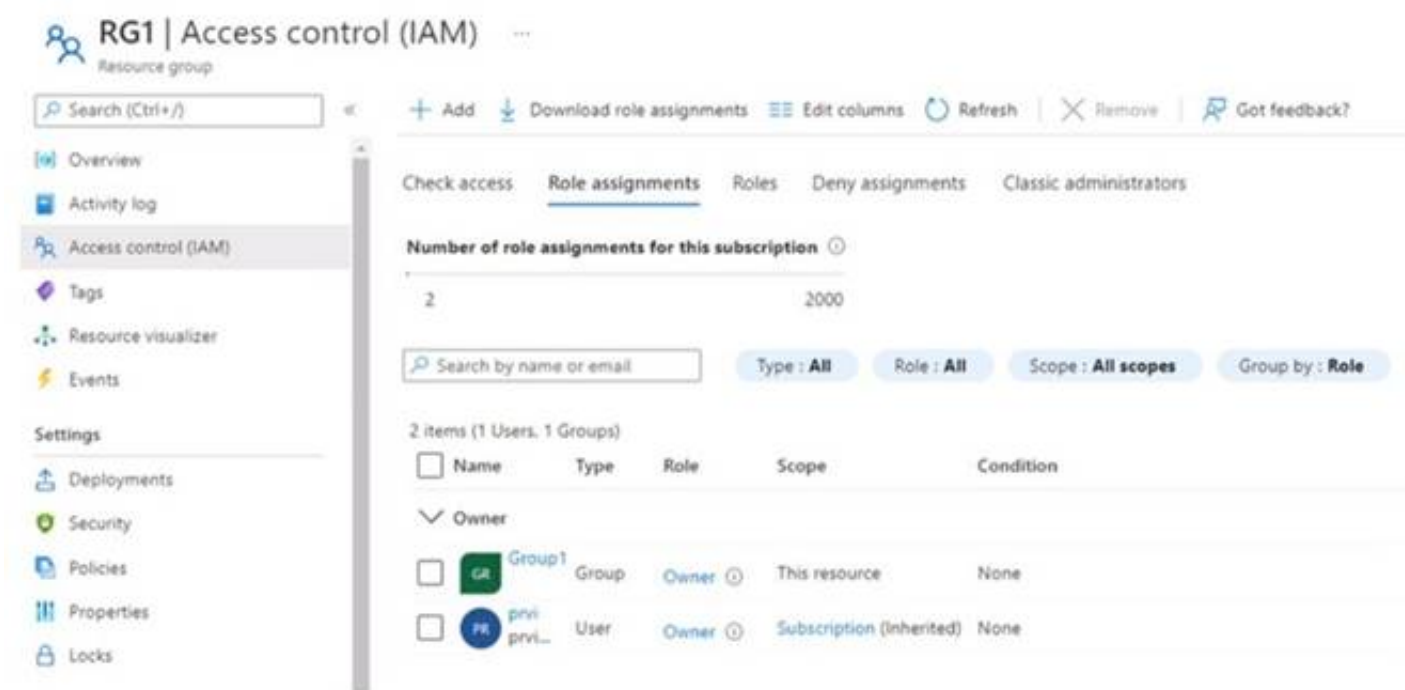 RG1 | Access control (IAM) ...
Resource group
Search (Ctrl+/)
«
Overview
Activity log
Access control (IAM)
Tags
Resource visualizer
Events
Settings
Deployments
Security
Policies
Properties
Locks
Add Download role assignments Edit columns Refresh Remove Got feedback?
Check access Role assignments Roles Deny assignments Classic administrators
Number of role assignments for this subscription
2 2000
Search by name or email Type : All Role : All Scope : All scopes Group by : Role
2 items (1 Users, 1 Groups)
Name Type Role Scope Condition
Owner
GR Group1 Group Owner This resource None
PR prvi User Owner Subscription (Inherited) None
prvi...